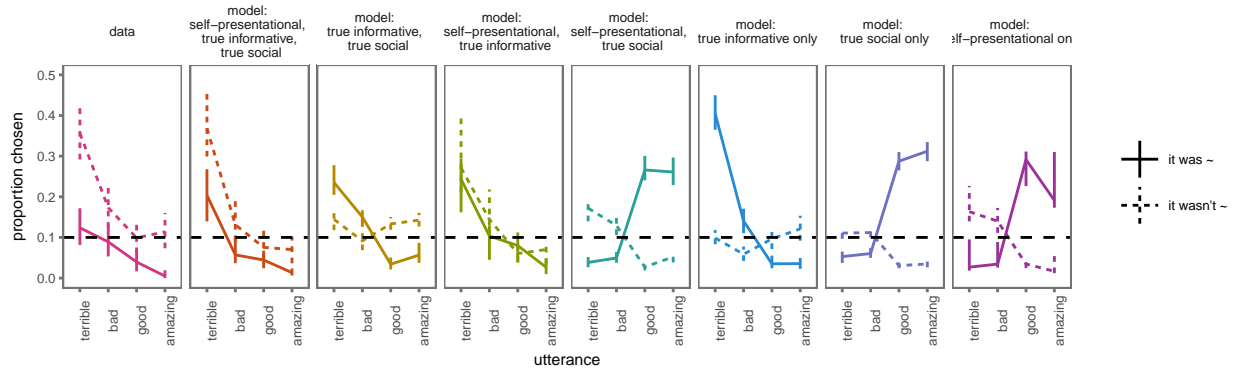 data
model:
self−presentational,
true informative,
true social
model:
true informative,
true social
model:
self−presentational,
true informative
model:
self−presentational,
true social
model:
true informative only
model:
true social only
model:
elf−presentational on
proportion chosen
0.5
0.4
0.3
0.2
0.1
0.0
it was ~
it wasn't ~
terrible
bad
good
amazing
terrible
bad
good
amazing
terrible
bad
good
amazing
terrible
bad
good
amazing
terrible
bad
good
amazing
terrible
bad
good
amazing
terrible
bad
good
amazing
terrible
bad
good
amazing
utterance